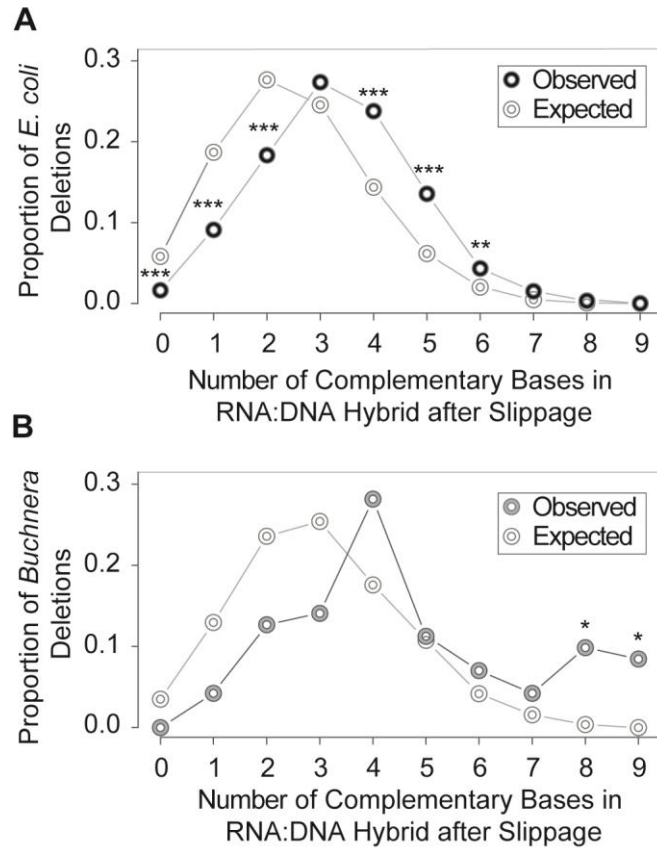 A
Proportion of E. coli
Deletions
0.3
0.2
0.1
0.0
Observed
Expected
***
***
***
***
***
**
0 1 2 3 4 5 6 7 8 9
Number of Complementary Bases in
RNA:DNA Hybrid after Slippage
B
Proportion of Buchnera
Deletions
0.3
0.2
0.1
0.0
Observed
Expected
* *
0 1 2 3 4 5 6 7 8 9
Number of Complementary Bases in
RNA:DNA Hybrid after Slippage